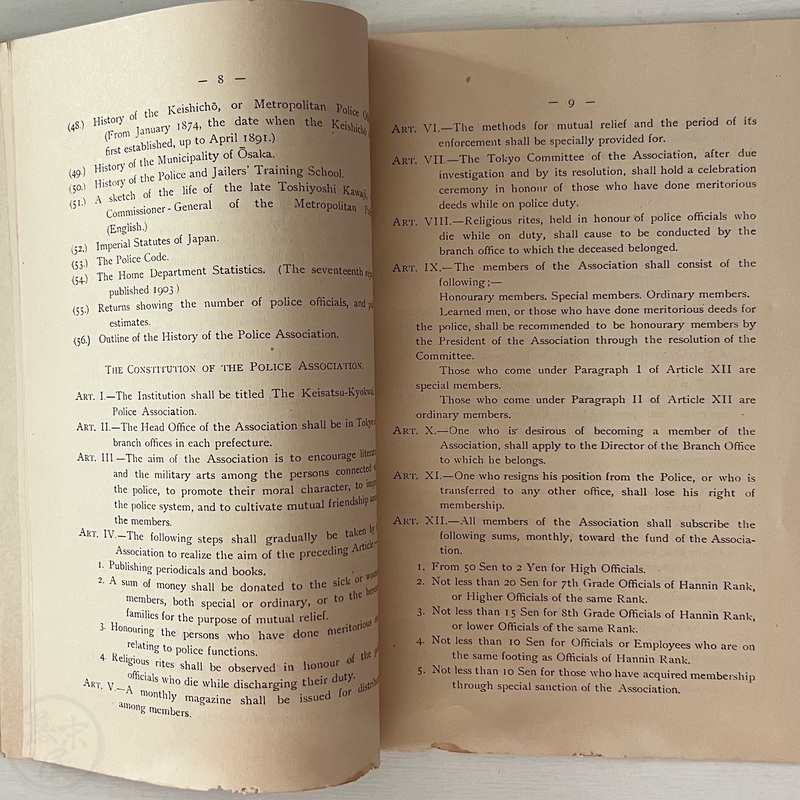 — 8 —
(48.) History of the Keishichō, or Metropolitan Police
(From January 1874, the date when the Keishichō
first established, up to April 1891.)
(49.) History of the Municipality of Ōsaka.
(50.) History of the Police and Jailers' Training School.
(51.) A sketch of the life of the late Toshiyoshi Kawaji,
Commissioner-General of the Metropolitan
(English.)
(52.) Imperial Statutes of Japan.
(53.) The Police Code.
(54.) The Home Department Statistics. (The seventeenth
published 1903.)
(55.) Returns showing the number of police officials, and
estimates.
(56.) Outline of the History of the Police Association.
THE CONSTITUTION OF THE POLICE ASSOCIATION.
ART. I.—The Institution shall be titled The Keisatsu-Kyokwa
Police Association.
ART. II.—The Head Office of the Association shall be in Tokyo
branch offices in each prefecture.
ART. III—The aim of the Association is to encourage
and the military arts among the persons connected
the police, to promote their moral character, to
the police system, and to cultivate mutual friendship
the members.
ART. IV.—The following steps shall gradually be taken by
Association to realize the aim of the preceding Article—
1. Publishing periodicals and books.
2. A sum of money shall be donated to the sick or
members, both special or ordinary, or to the
families for the purpose of mutual relief.
3. Honouring the persons who have done meritorious
relating to police functions.
4. Religious rites shall be observed in honour of the
officials who die while discharging their duty.
ART. V.—A monthly magazine shall be issued for
among members.
— 9 —
ART. VI.—The methods for mutual relief and the period of its
enforcement shall be specially provided for.
ART. VII.—The Tokyo Committee of the Association, after due
investigation and by its resolution, shall hold a celebration
ceremony in honour of those who have done meritorious
deeds while on police duty.
ART. VIII.—Religious rites, held in honour of police officials who
die while on duty, shall cause to be conducted by the
branch office to which the deceased belonged.
ART. IX.—The members of the Association shall consist of the
following;—
Honourary members. Special members. Ordinary members.
Learned men, or those who have done meritorious deeds for
the police, shall be recommended to be honourary members by
the President of the Association through the resolution of the
Committee.
Those who come under Paragraph I of Article XII are
special members.
Those who come under Paragraph II of Article XII are
ordinary members.
ART. X.—One who is desirous of becoming a member of the
Association, shall apply to the Director of the Branch Office
to which he belongs.
ART. XI.—One who resigns his position from the Police, or who is
transferred to any other office, shall lose his right of
membership.
ART. XII.—All members of the Association shall subscribe the
following sums, monthly, toward the fund of the Associa-
tion.
1. From 50 Sen to 2 Yen for High Officials.
2. Not less than 20 Sen for 7th Grade Officials of Hannin Rank,
or Higher Officials of the same Rank.
3. Not less than 15 Sen for 8th Grade Officials of Hannin Rank,
or lower Officials of the same Rank.
4. Not less than 10 Sen for Officials or Employees who are on
the same footing as Officials of Hannin Rank.
5. Not less than 10 Sen for those who have acquired membership
through special sanction of the Association.